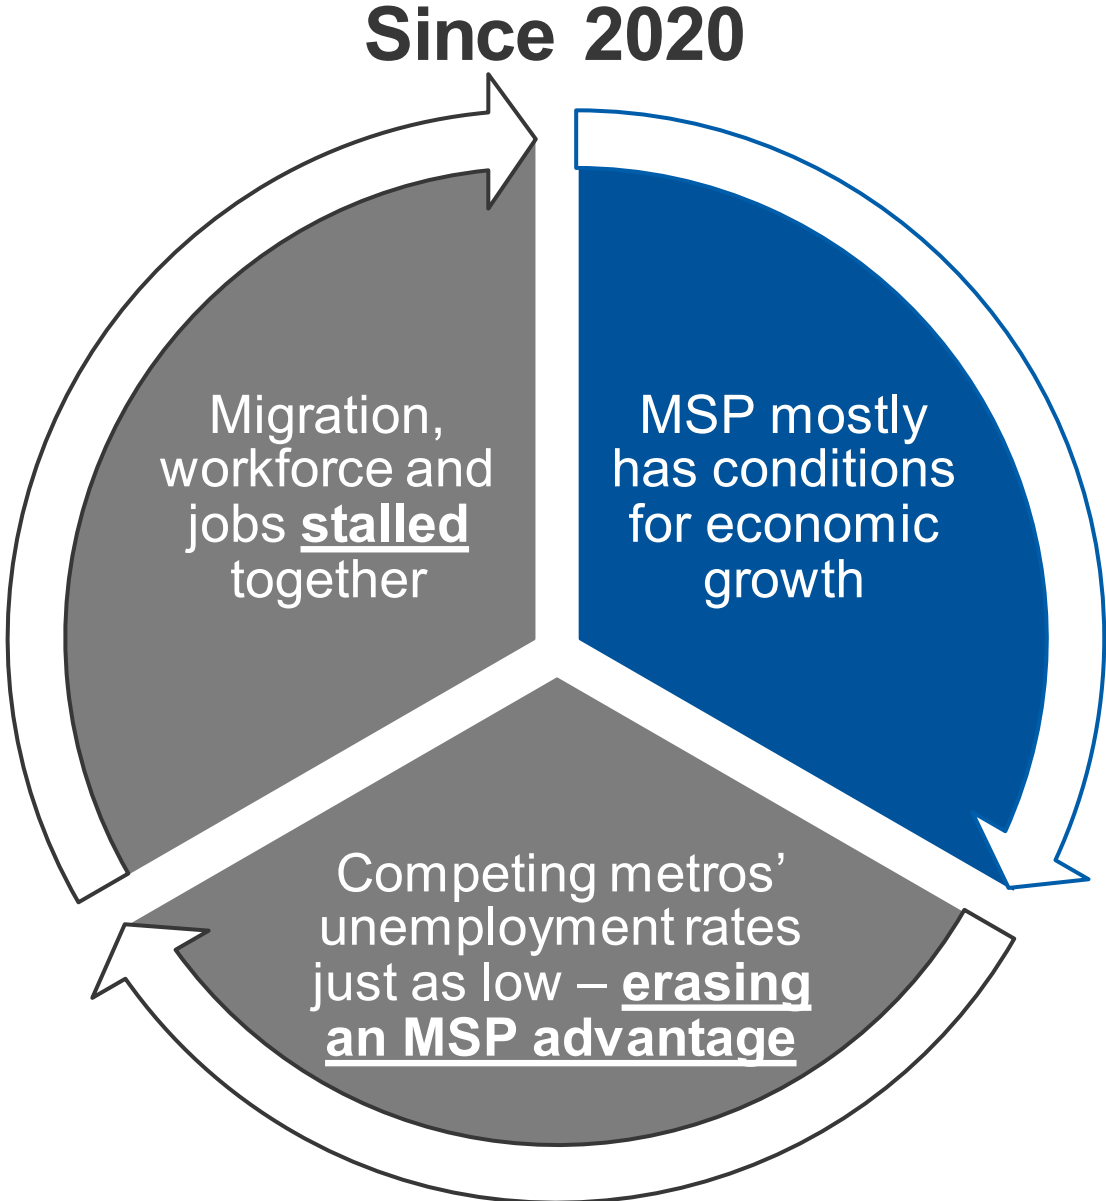 Since 2020
MSP mostly
has conditions
for economic
growth
Competing metros’
unemployment rates
just as low – erasing
an MSP advantage
Migration,
workforce and
jobs stalled
together